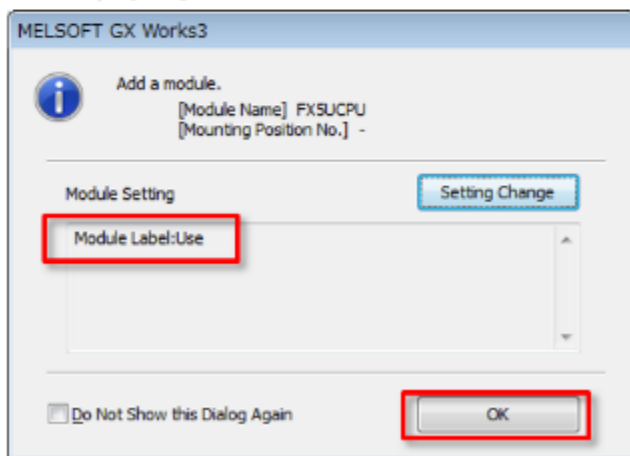 MELSOFT GX Works3
Add a module.
[Module Name] FX5UCPU
[Mounting Position No.] -
Module Setting
Setting Change
Module Label:Use
Do Not Show this Dialog Again
OK